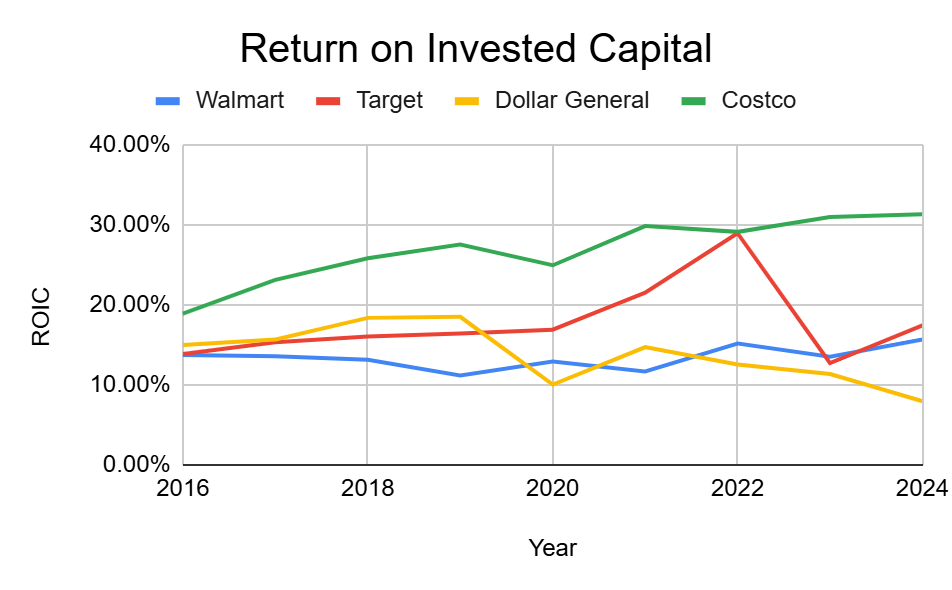 Return on Invested Capital
Walmart Target Dollar General Costco
40.00%
30.00%
20.00%
10.00%
0.00%
ROIC
2016 2018 2020 2022 2024
Year